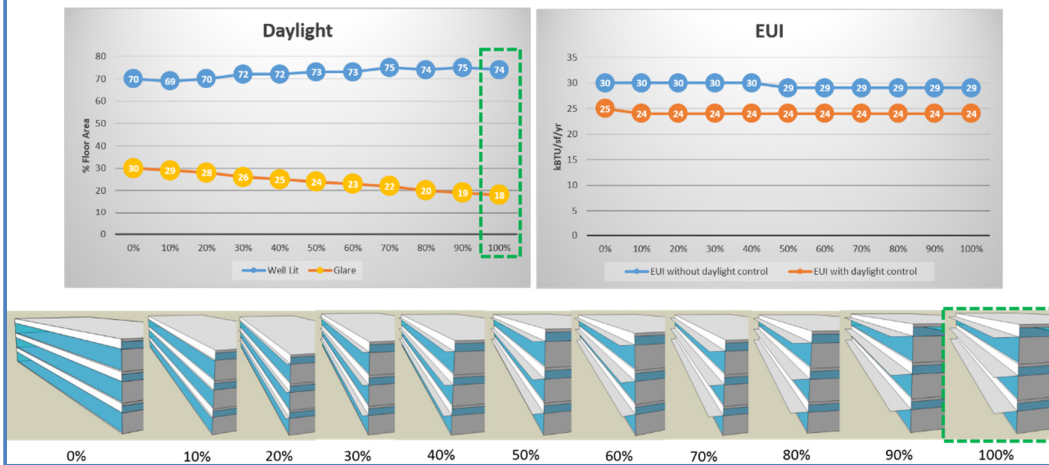 Daylight
80
70
60
50
40
30
20
10
0
% Floor Area
70 69 70 72 72 73 73 75 74 75 74
30 29 28 26 25 24 23 22 20 19 18
0% 10% 20% 30% 40% 50% 60% 70% 80% 90% 100%
Well Lit Glare
EUI
35
30
25
20
15
10
5
0
kBTU/sf/yr
30 30 30 30 30 29 29 29 29 29 29
25 24 24 24 24 24 24 24 24 24 24
0% 10% 20% 30% 40% 50% 60% 70% 80% 90% 100%
EUI without daylight control EUI with daylight control
0% 10% 20% 30% 40% 50% 60% 70% 80% 90% 100%